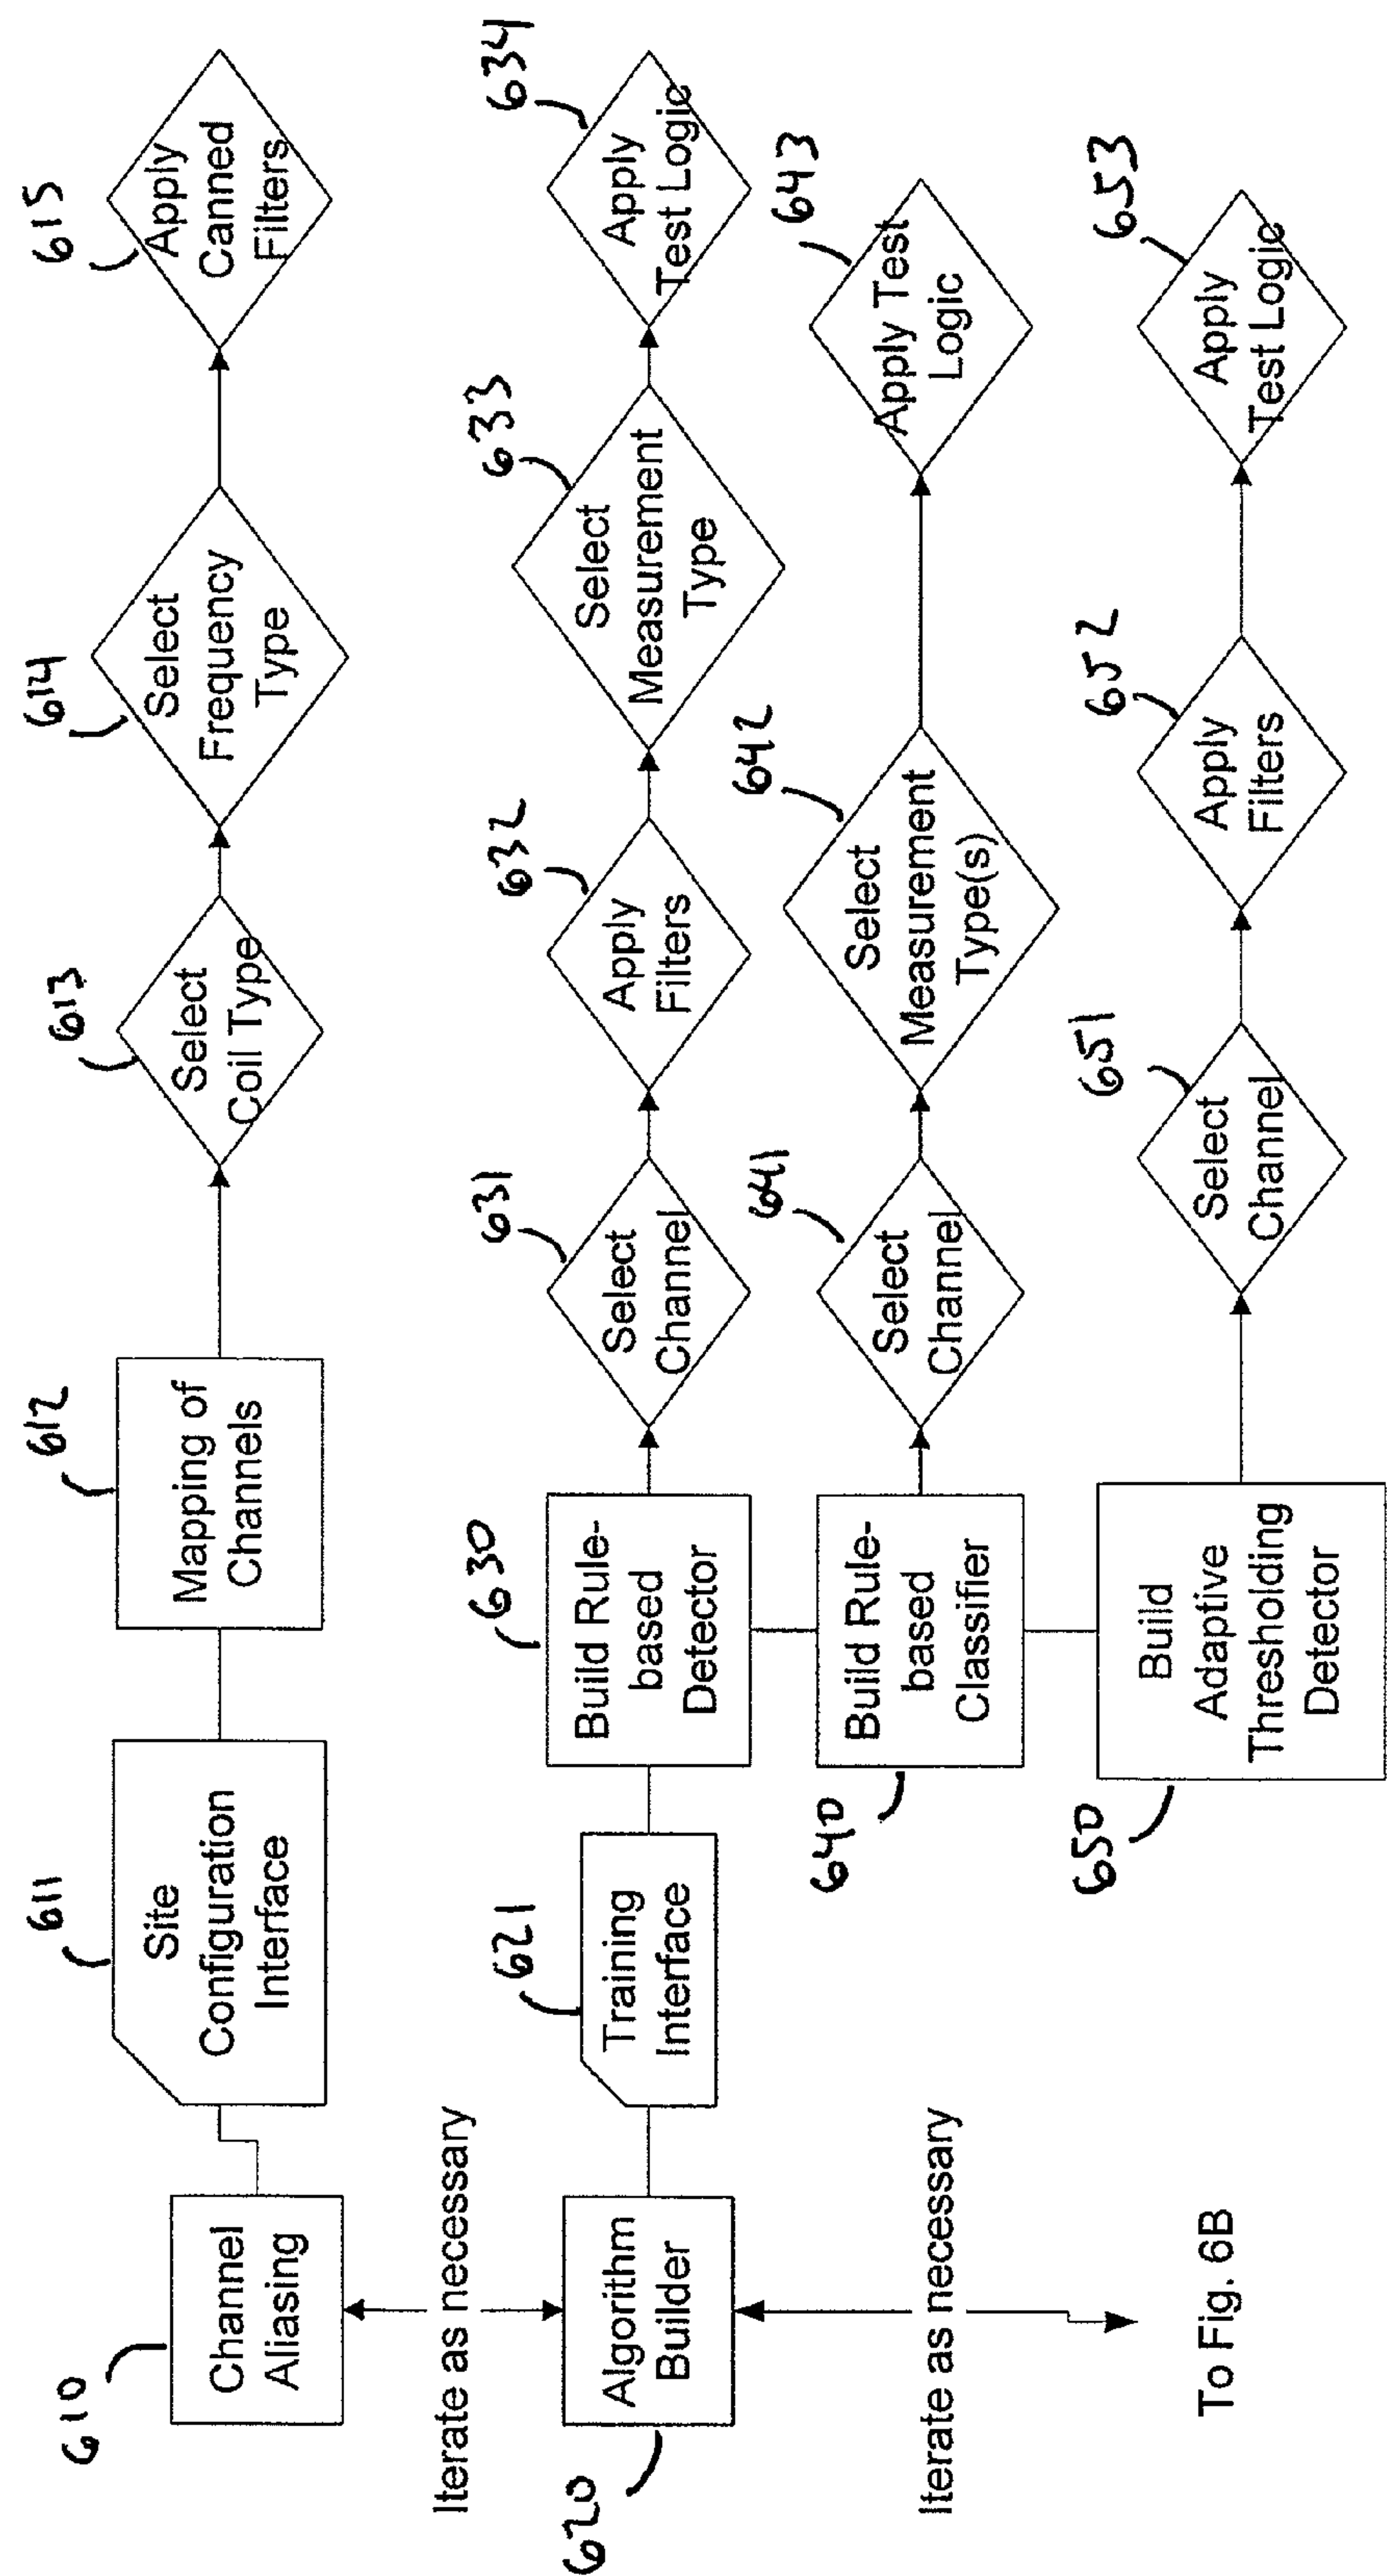 610
Channel
Aliasing
611
Site
Configuration
Interface
612
Mapping of
Channels
613
Select
Coil Type
614
Select
Frequency
Type
615
Apply
Canned
Filters
Iterate as necessary
620
Algorithm
Builder
621
Training
Interface
630
Build Rule-
based
Detector
631
Select
Channel
632
Apply
Filters
633
Select
Measurement
Type
634
Apply
Test Logic
640
Build Rule-
based
Classifier
641
Select
Channel
642
Select
Measurement
Type(s)
643
Apply Test
Logic
Iterate as necessary
650
Build
Adaptive
Thresholding
Detector
651
Select
Channel
652
Apply
Filters
653
Apply
Test Logic
To Fig. 6B